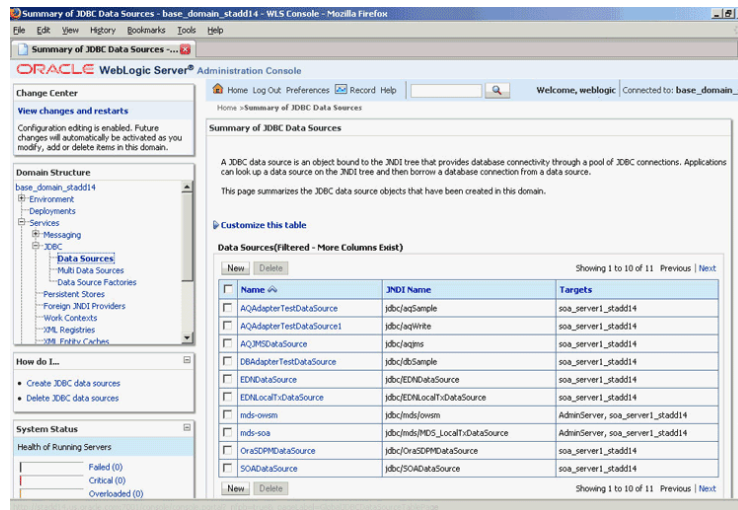 Summary of JDBC Data Sources - base_domain_stadd14 - WLS Console - Mozilla Firefox
File Edit View History Bookmarks Tools Help
Summary of JDBC Data Sources -...
ORACLE WebLogic Server® Administration Console
Change Center
View changes and restarts
Configuration editing is enabled. Future
changes will automatically be activated as you
modify, add or delete items in this domain.
Domain Structure
base_domain_stadd14
Environment
Deployments
Services
Messaging
JDBC
Data Sources
Multi Data Sources
Data Source Factories
Persistent Stores
Foreign JNDI Providers
Work Contexts
XML Registries
XML Entity Caches
How do I...
Create JDBC data sources
Delete JDBC data sources
System Status
Health of Running Servers
Failed (0)
Critical (0)
Overloaded (0)
Home Log Out Preferences Record Help
Welcome, weblogic Connected to: base_domain_
Home >Summary of JDBC Data Sources
Summary of JDBC Data Sources
A JDBC data source is an object bound to the JNDI tree that provides database connectivity through a pool of JDBC connections. Applications
can look up a data source on the JNDI tree and then borrow a database connection from a data source.
This page summarizes the JDBC data source objects that have been created in this domain.
Customize this table
Data Sources(Filtered - More Columns Exist)
New Delete Showing 1 to 10 of 11 Previous | Next
Name JNDI Name Targets
AQAdapterTestDataSource jdbc/aqSample soa_server1_stadd14
AQAdapterTestDataSource1 jdbc/aqWrite soa_server1_stadd14
AQJMSDataSource jdbc/aqjms soa_server1_stadd14
DBAdapterTestDataSource jdbc/dbSample soa_server1_stadd14
EDNDataSource jdbc/EDNDataSource soa_server1_stadd14
EDNLocalTxDataSource jdbc/EDNLocalTxDataSource soa_server1_stadd14
mds-owsm jdbc/mds/owsm AdminServer, soa_server1_stadd14
mds-soa jdbc/mds/MDS_LocalTxDataSource AdminServer, soa_server1_stadd14
OraSDPMDataSource jdbc/OraSDPMDataSource soa_server1_stadd14
SOADataSource jdbc/SOADataSource soa_server1_stadd14
New Delete Showing 1 to 10 of 11 Previous | Next